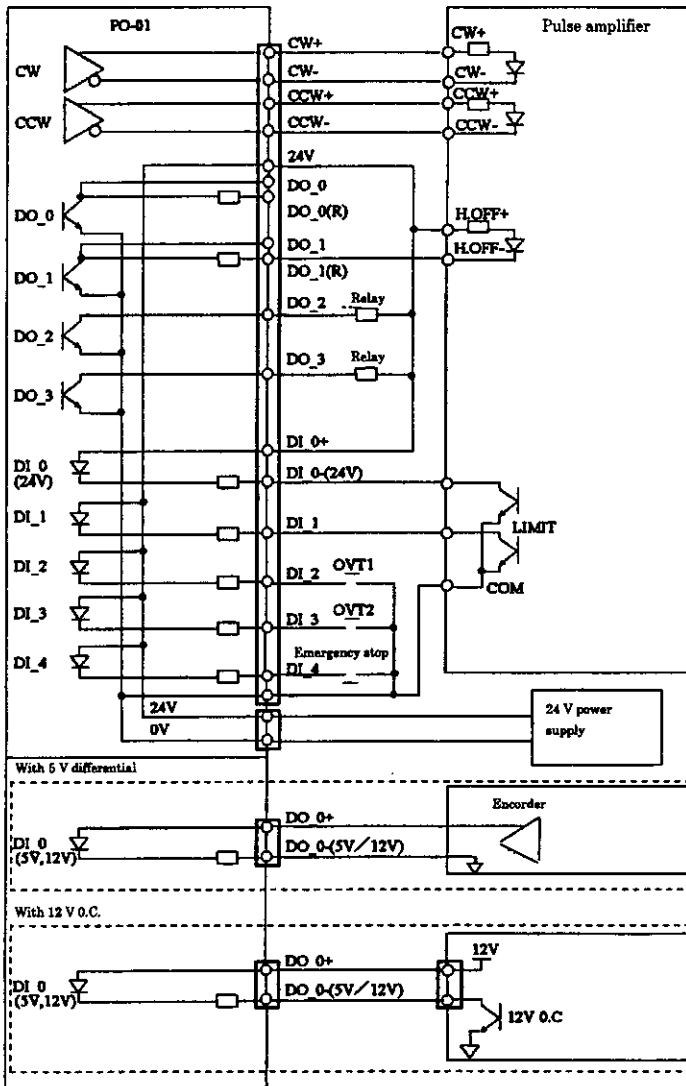 PO-01
Pulse amplifier
CW
CW+
CW+
CW-
CW-
CCW
CCW+
CCW+
CCW-
CCW-
24V
DO_0
DO_0
DO_0(R)
H.OFF+
DO_1
DO_1
H.OFF-
DO_1(R)
DO_2
DO_2
Relay
DO_3
DO_3
Relay
DI_0+
DI_0
(24V)
DI_0-(24V)
DI_1
DI_1
LIMIT
DI_2
DI_2
OVT1
COM
DI_3
DI_3
OVT2
DI_4
Emergency stop
DI_4
24V
0V
24 V power
supply
With 5 V differential
Encorder
DI_0
(5V,12V)
DO_0+
DO_0-(5V/12V)
With 12 V O.C.
DI_0
(5V,12V)
DO_0+
DO_0-(5V/12V)
12V
12V O.C